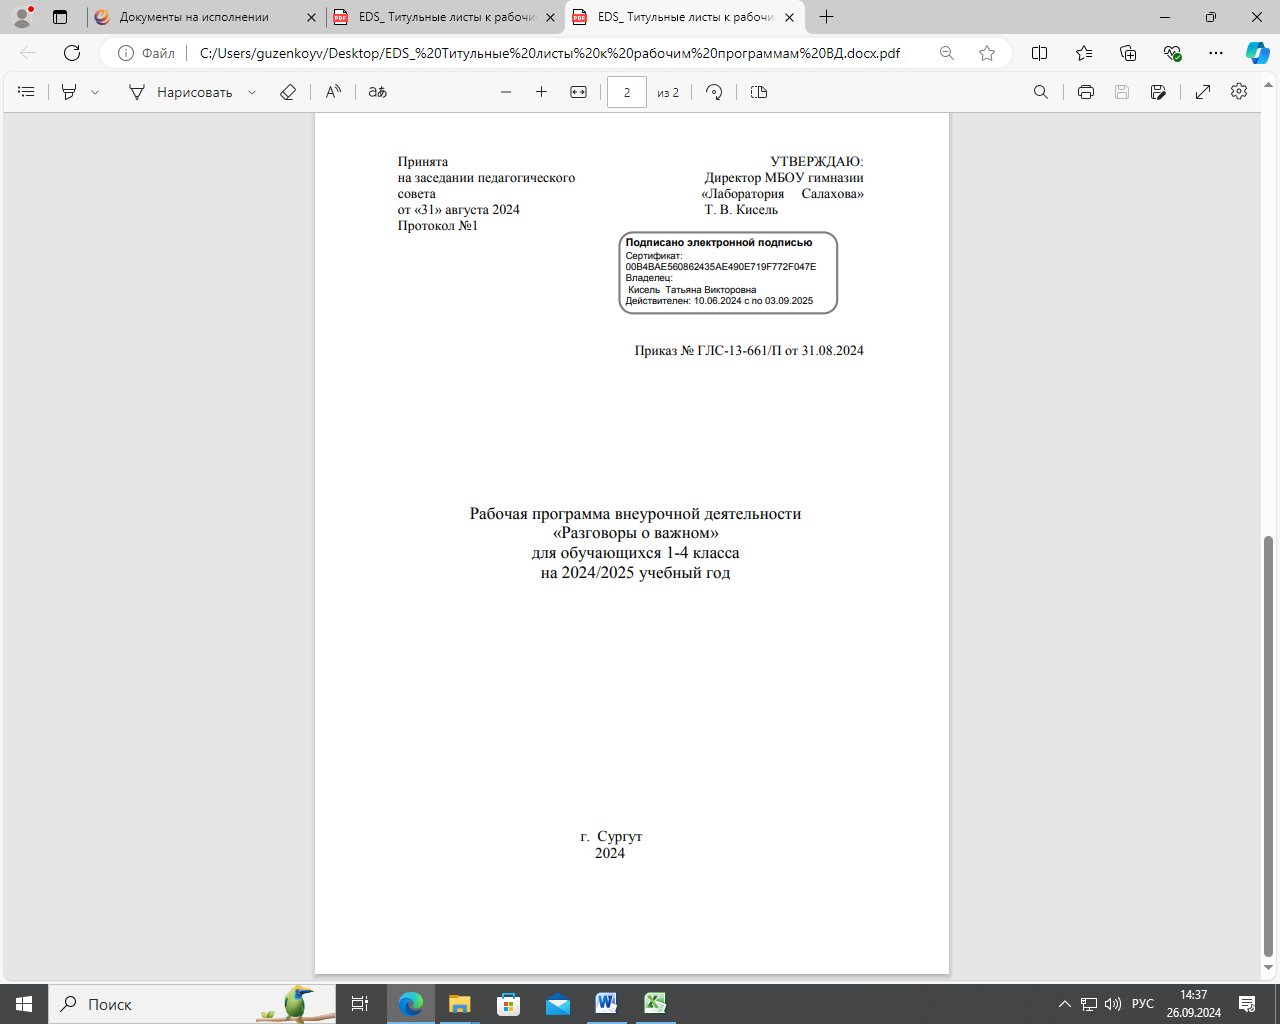 Документы на исполнении
EDS_ Титульные листы к рабочи
EDS_ Титульные листы к рабочи
Файл
C:/Users/guzenkoyv/Desktop/EDS_%20Титульные%20листы%20к%20рабочим%20программам%20ВД.docx.pdf
Нарисовать
2
из 2
Принята
на заседании педагогического
совета
от «31» августа 2024
Протокол №1
УТВЕРЖДАЮ:
Директор МБОУ гимназии
«Лаборатория Салахова»
Т. В. Кисель
Подписано электронной подписью
Сертификат:
00B4BAE560862435AE490E719F772F047E
Владелец:
Кисель Татьяна Викторовна
Действителен: 10.06.2024 с по 03.09.2025
Приказ № ГЛС-13-661/П от 31.08.2024
Рабочая программа внеурочной деятельности
«Разговоры о важном»
для обучающихся 1-4 класса
на 2024/2025 учебный год
г. Сургут
2024
Поиск
РУС
14:37
26.09.2024